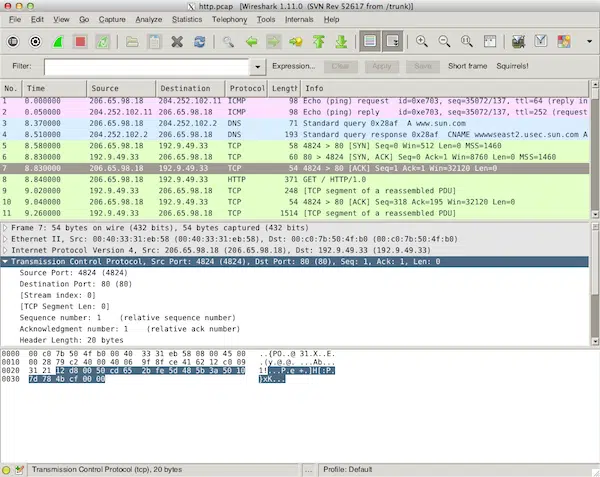 http.pcap [Wireshark 1.11.0 (SVN Rev 52617 from /trunk)]
File Edit View Go Capture Analyze Statistics Telephony Tools Internals Help
Filter: Expression... Clear Apply Save Short frame Squirrels!
No. Time Source Destination Protocol Length Info
1 0.000000 206.65.98.18 204.252.102.11 ICMP 98 Echo (ping) request id=0xe703, seq=35072/137, ttl=64 (reply in
2 0.050000 204.252.102.11 206.65.98.18 ICMP 98 Echo (ping) reply id=0xe703, seq=35072/137, ttl=252 (request
3 8.370000 206.65.98.18 204.252.102.2 DNS 71 Standard query 0x28af A www.sun.com
4 8.510000 204.252.102.2 206.65.98.18 DNS 193 Standard query response 0x28af CNAME wwwwseast2.usec.sun.com A
5 8.580000 206.65.98.18 192.9.49.33 TCP 58 4824 > 80 [SYN] Seq=0 Win=512 Len=0 MSS=1460
6 8.830000 192.9.49.33 206.65.98.18 TCP 60 80 > 4824 [SYN, ACK] Seq=0 Ack=1 Win=8760 Len=0 MSS=1460
7 8.830000 206.65.98.18 192.9.49.33 TCP 54 4824 > 80 [ACK] Seq=1 Ack=1 Win=32120 Len=0
8 8.840000 206.65.98.18 192.9.49.33 TCP 371 GET / HTTP/1.0
9 9.020000 192.9.49.33 206.65.98.18 TCP 248 [TCP segment of a reassembled PDU]
10 9.040000 206.65.98.18 192.9.49.33 TCP 54 4824 > 80 [ACK] Seq=318 Ack=195 Win=32120 Len=0
11 9.260000 192.9.49.33 206.65.98.18 TCP 1514 [TCP segment of a reassembled PDU]
Frame 7: 54 bytes on wire (432 bits), 54 bytes captured (432 bits)
Ethernet II, Src: 00:40:33:31:eb:58 (00:40:33:31:eb:58), Dst: 00:c0:7b:50:4f:b0 (00:c0:7b:50:4f:b0)
Internet Protocol Version 4, Src: 206.65.98.18 (206.65.98.18), Dst: 192.9.49.33 (192.9.49.33)
Transmission Control Protocol, Src Port: 4824 (4824), Dst Port: 80 (80), Seq: 1, Ack: 1, Len: 0
Source Port: 4824 (4824)
Destination Port: 80 (80)
[Stream index: 0]
[TCP Segment Len: 0]
Sequence number: 1 (relative sequence number)
Acknowledgment number: 1 (relative ack number)
Header Length: 20 bytes
0000 00 c0 7b 50 4f b0 00 40 33 31 eb 58 08 00 45 00 ..{PO..@ 31.X..E.
0010 00 28 79 c2 40 00 40 06 9f 8f ce 41 62 12 c0 09 .(y.@.@. ...Ab...
0020 31 21 12 d8 00 50 cd 65 2b fe 5d 48 5b 3a 50 10 1!...P.e +.]H[:P.
0030 7d 78 4b cf 00 00 }xK...
Transmission Control Protocol (tcp), 20 bytes ... Profile: Default